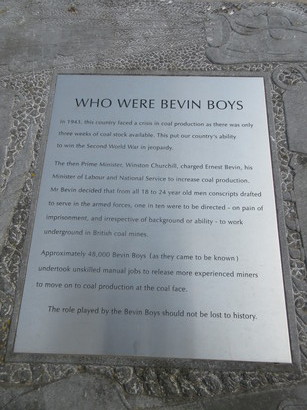 WHO WERE BEVIN BOYS
In 1943, this country faced a crisis in coal production as there was only
three weeks of coal stock available. This put our country's ability
to win the Second World War in jeopardy.
The then Prime Minister, Winston Churchill, charged Ernest Bevin, his
Minister of Labour and National Service to increase coal production.
Mr Bevin decided that from all 18 to 24 year old men conscripts drafted
to serve in the armed forces, one in ten were to be directed - on pain of
imprisonment, and irrespective of background or ability - to work
underground in British coal mines.
Approximately 48,000 Bevin Boys (as they came to be known)
undertook unskilled manual jobs to release more experienced miners
to move on to coal production at the coal face.
The role played by the Bevin Boys should not be lost to history.